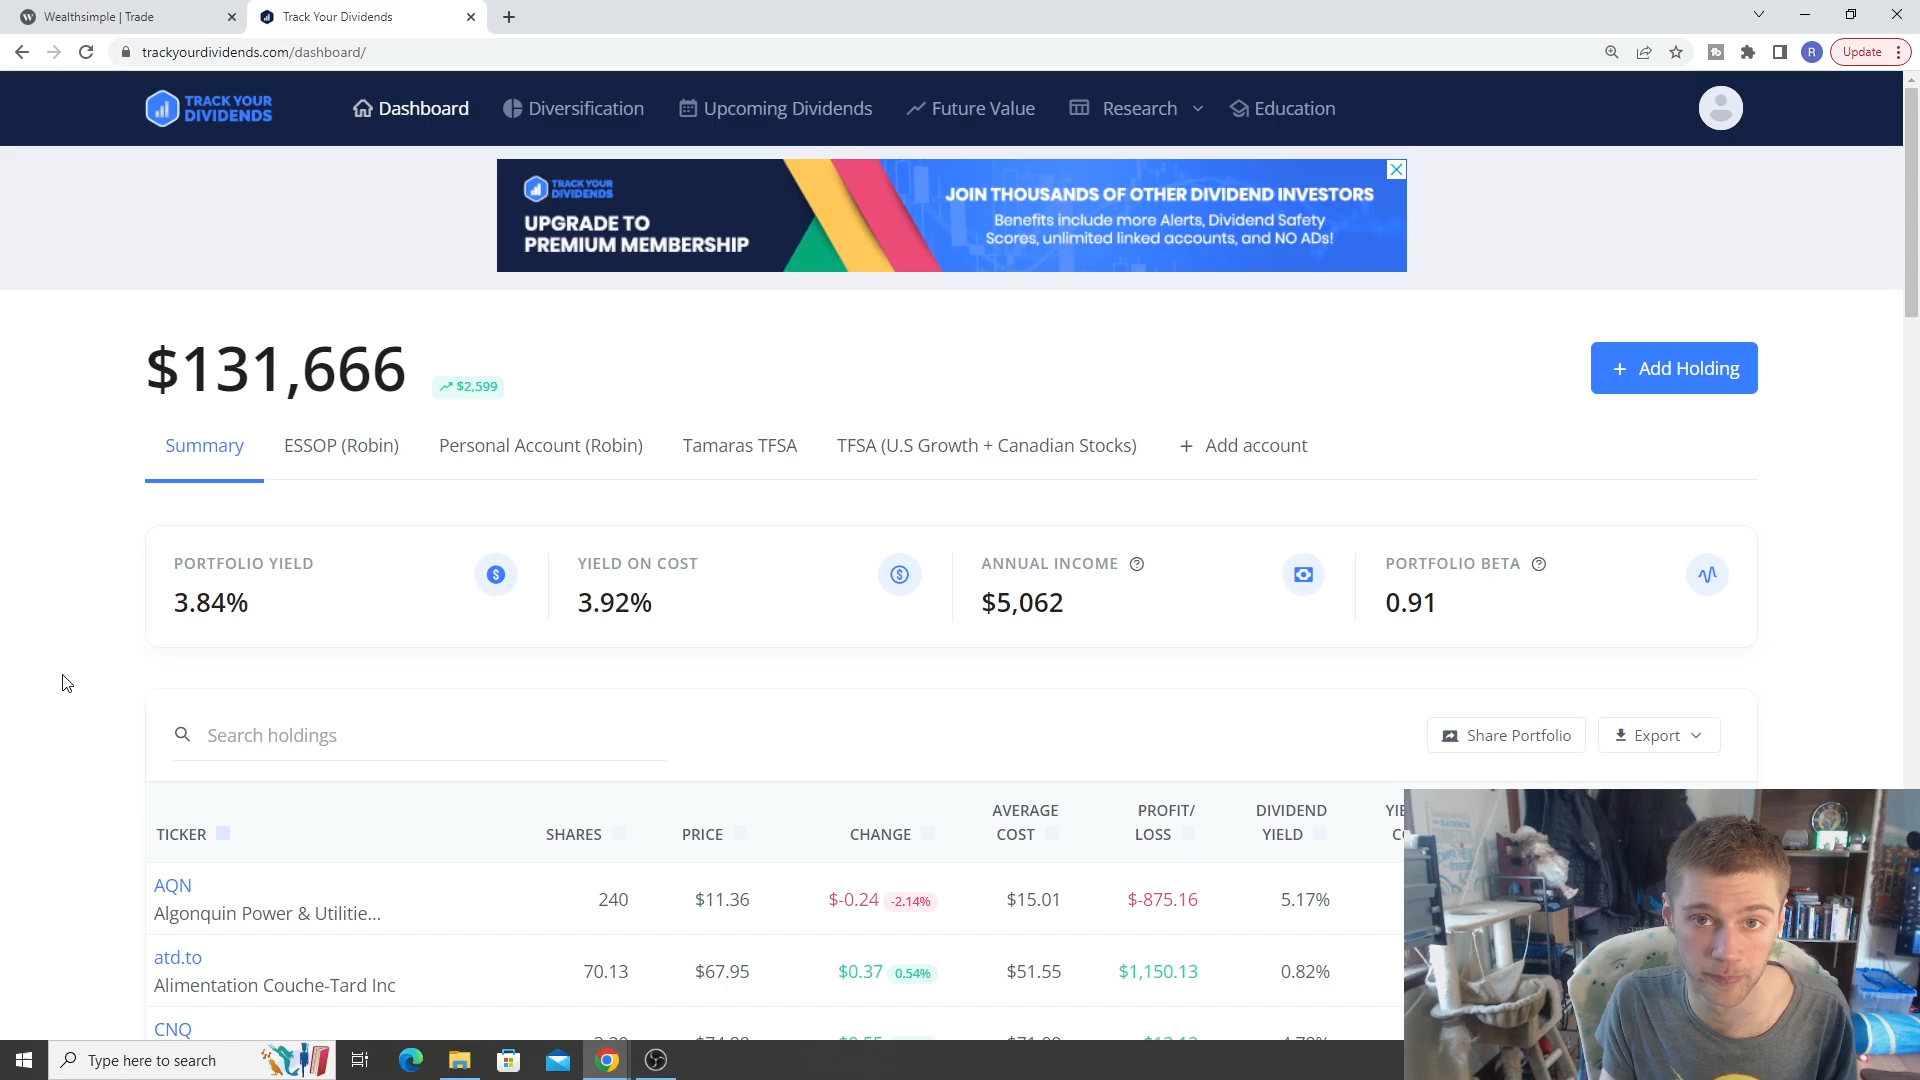 Wealthsimple | Trade
Track Your Dividends
trackyourdividends.com/dashboard/
R
Update
TRACK YOUR
DIVIDENDS
Dashboard
Diversification
Upcoming Dividends
Future Value
Research
Education
TRACK YOUR
DIVIDENDS
UPGRADE TO
PREMIUM MEMBERSHIP
JOIN THOUSANDS OF OTHER DIVIDEND INVESTORS
Benefits include more Alerts, Dividend Safety
Scores, unlimited linked accounts, and NO ADs!
$131,666
$2,599
+ Add Holding
Summary
ESSOP (Robin)
Personal Account (Robin)
Tamaras TFSA
TFSA (U.S Growth + Canadian Stocks)
+ Add account
PORTFOLIO YIELD
3.84%
YIELD ON COST
3.92%
ANNUAL INCOME
$5,062
PORTFOLIO BETA
0.91
Search holdings
Share Portfolio
Export
TICKER
SHARES
PRICE
CHANGE
AVERAGE
COST
PROFIT/
LOSS
DIVIDEND
YIELD
AQN
Algonquin Power & Utilitie...
240
$11.36
$-0.24 -2.14%
$15.01
$-875.16
5.17%
atd.to
Alimentation Couche-Tard Inc
70.13
$67.95
$0.37 0.54%
$51.55
$1,150.13
0.82%
CNQ
Type here to search